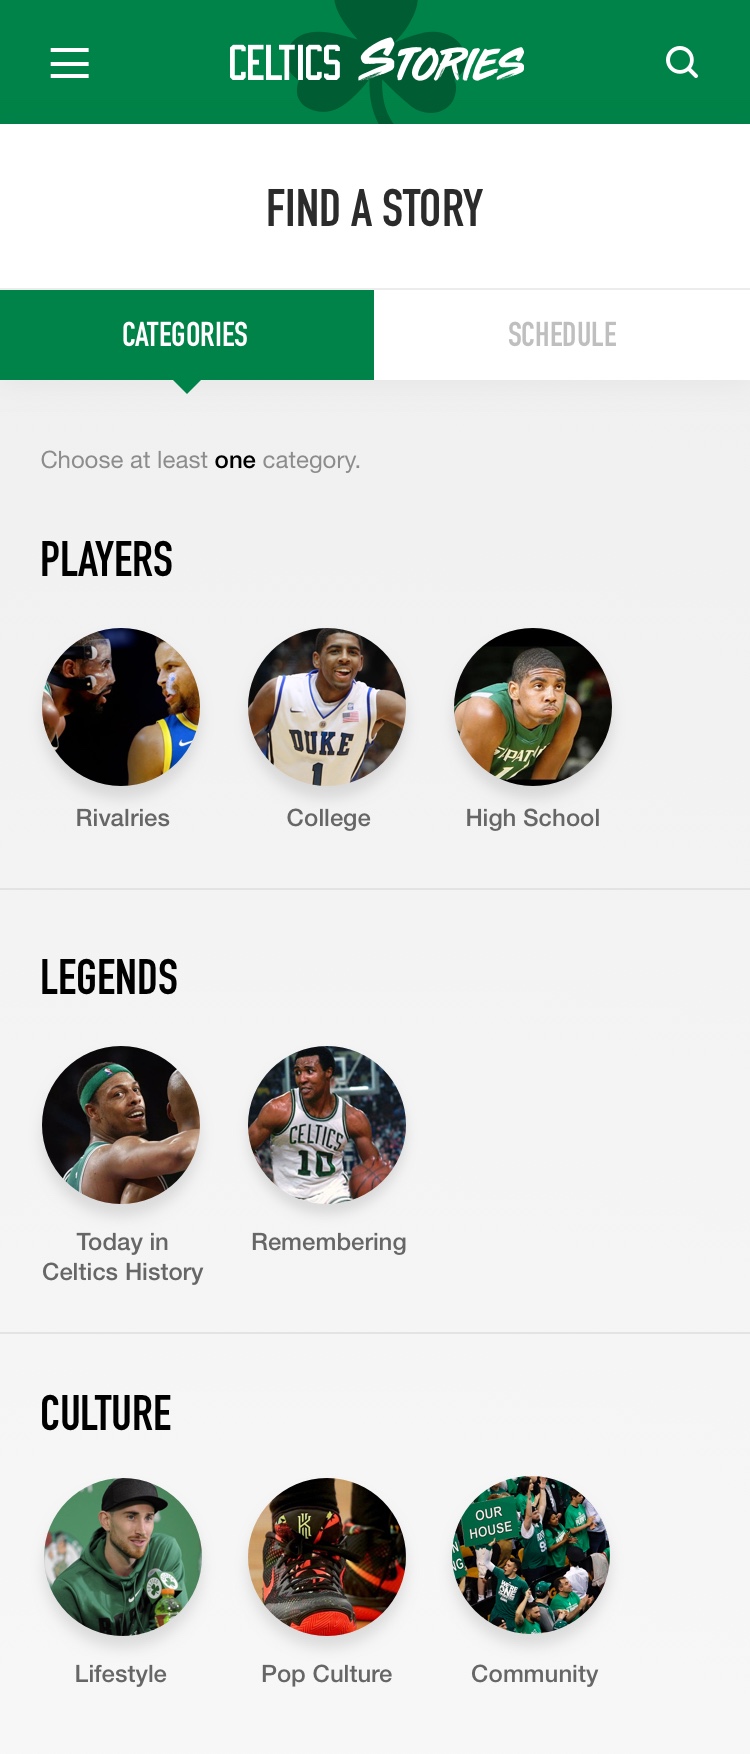 CELTICS STORIES
FIND A STORY
CATEGORIES
SCHEDULE
Choose at least one category.
PLAYERS
DUKE
1
Rivalries
College
High School
LEGENDS
CELTICS
10
Today in
Celtics History
Remembering
CULTURE
OUR
HOUSE
Lifestyle
Pop Culture
Community